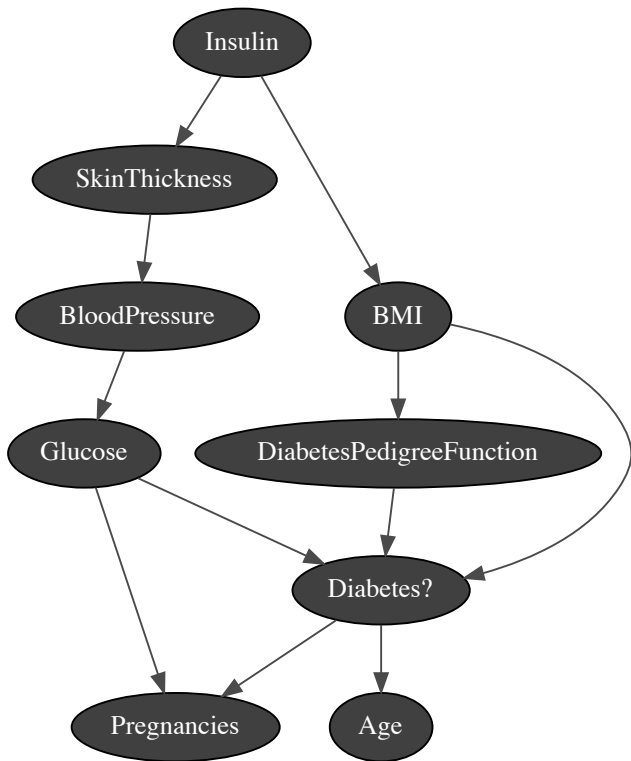 Insulin
SkinThickness
BloodPressure
BMI
Glucose
DiabetesPedigreeFunction
Diabetes?
Pregnancies
Age